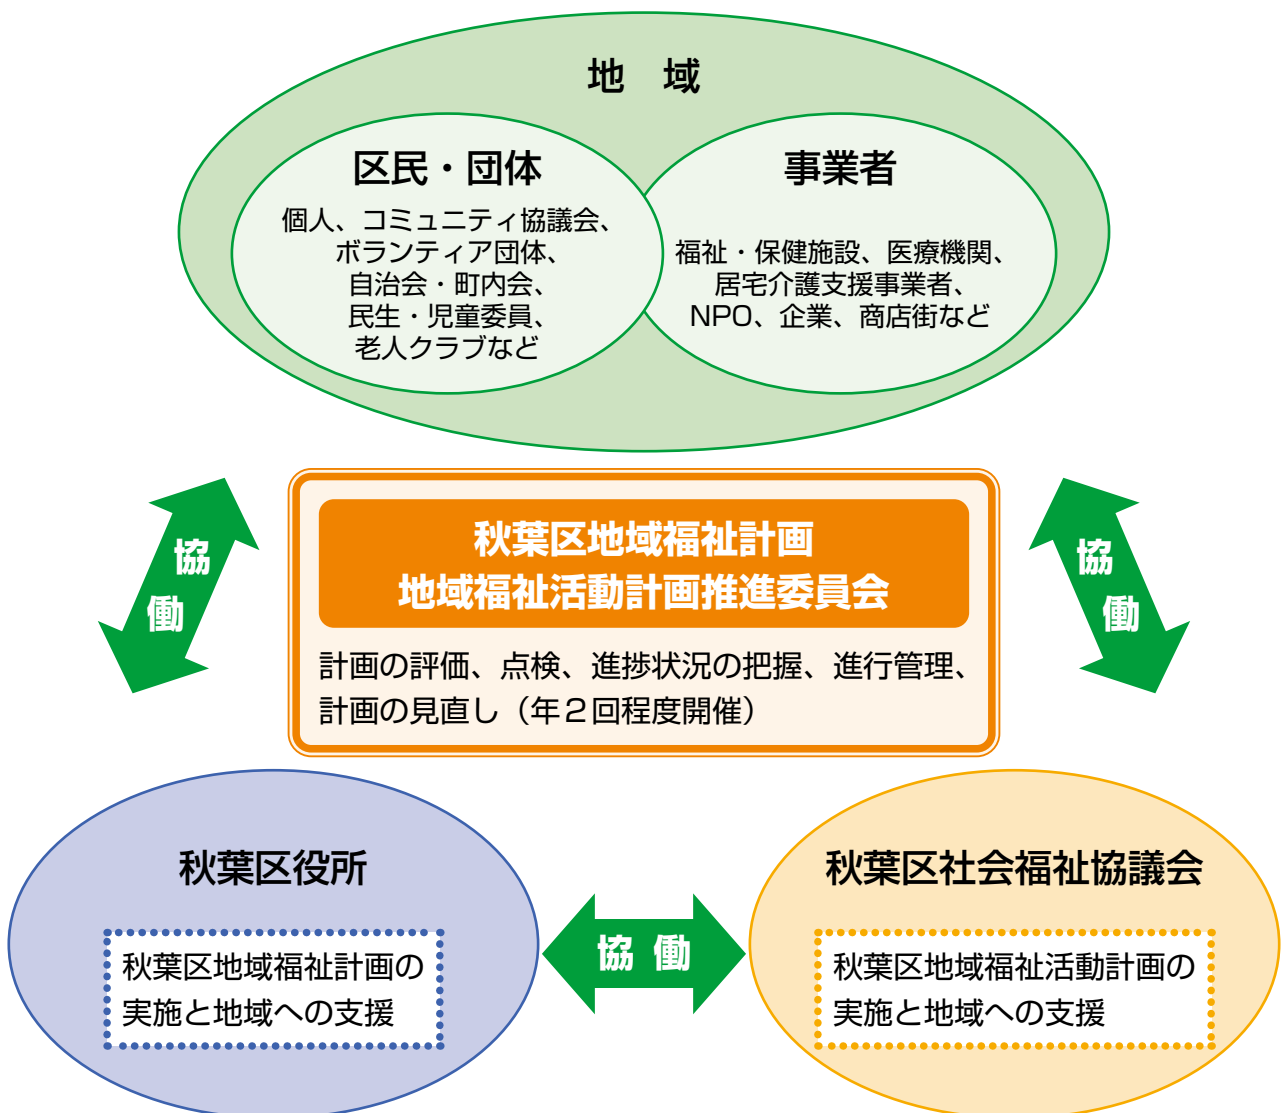 地　域
区民・団体
個人、コミュニティ協議会、
ボランティア団体、
自治会・町内会、
民生・児童委員、
老人クラブなど
事業者
福祉・保健施設、医療機関、
居宅介護支援事業者、
NPO、企業、商店街など
協
働
秋葉区地域福祉計画
地域福祉活動計画推進委員会
計画の評価、点検、進捗状況の把握、進行管理、
計画の見直し（年２回程度開催）
協
働
秋葉区役所
秋葉区地域福祉計画の
実施と地域への支援
協 働
秋葉区社会福祉協議会
秋葉区地域福祉活動計画の
実施と地域への支援